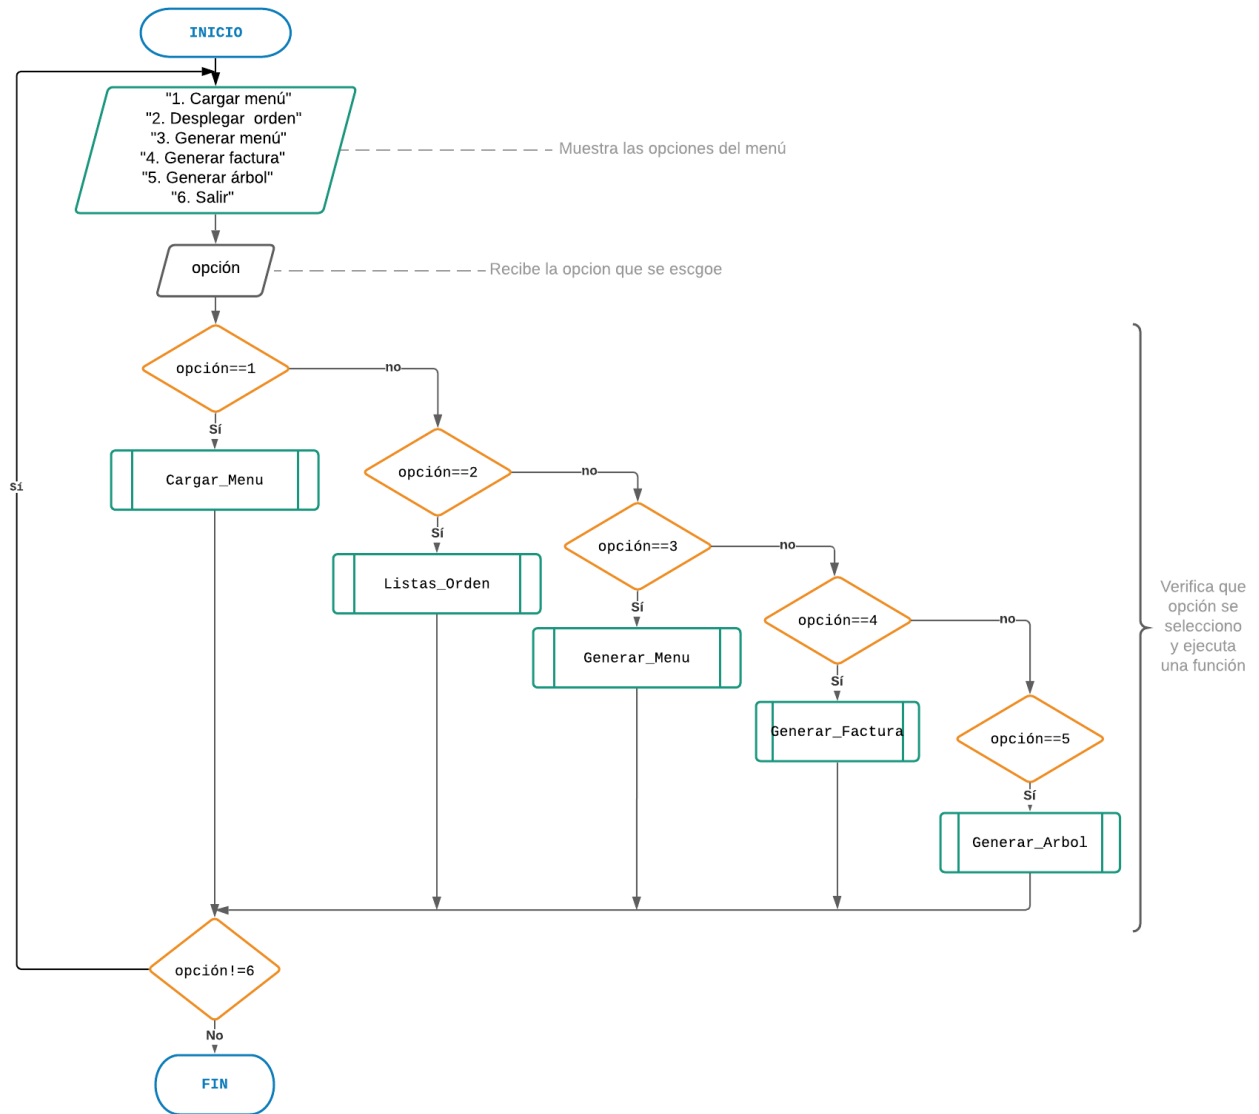 INICIO
"1. Cargar menú"
"2. Desplegar  orden"
"3. Generar menú"
"4. Generar factura"
"5. Generar árbol"
"6. Salir"
Muestra las opciones del menú
opción
Recibe la opcion que se escgoe
opción==1
no
Sí
Cargar_Menu
opción==2
no
Sí
Listas_Orden
opción==3
no
Sí
Generar_Menu
opción==4
no
Sí
Generar_Factura
opción==5
Sí
Generar_Arbol
Verifica que
opción se
selecciono
y ejecuta
una función
Sí
opción!=6
No
FIN